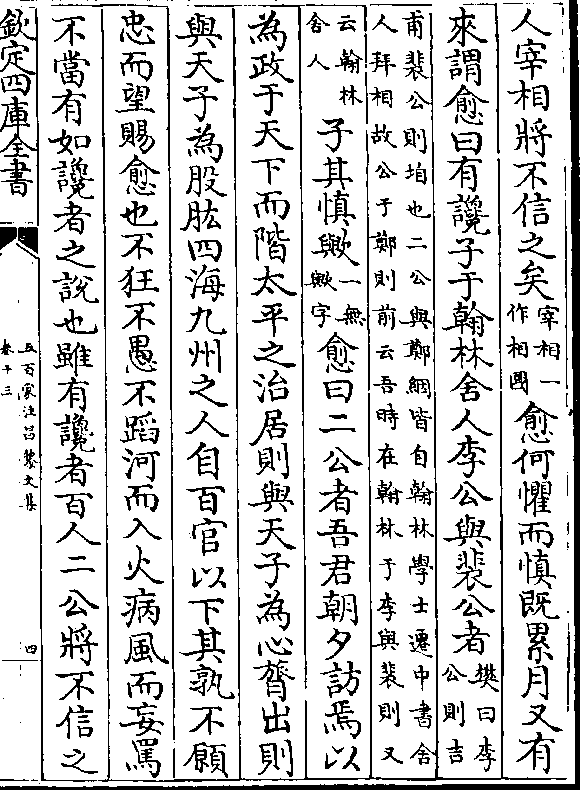 人宰相將不信之矣宰相一作相國愈何懼而慎既累月又有
來謂愈曰有讒子于翰林舍人李公與裴公者樊曰李公則吉
甫裴公則垍也二公與鄭絪皆自翰林學士遷中書舍
人拜相故公于鄭則前云吾時在翰林于李與裴則又
云翰林舍人子其慎歟一無歟字愈曰二公者吾君朝夕訪焉以
為政于天下而階太平之治居則與天子為心膂出則
與天子為股肱四海九州之人自百官以下其孰不願
忠而望賜愈也不狂不愚不蹈河而入火病風而妄罵
不當有如讒者之說也雖有讒者百人二公將不信之
欽定四庫全書
五百家注昌黎文集
卷十三
四